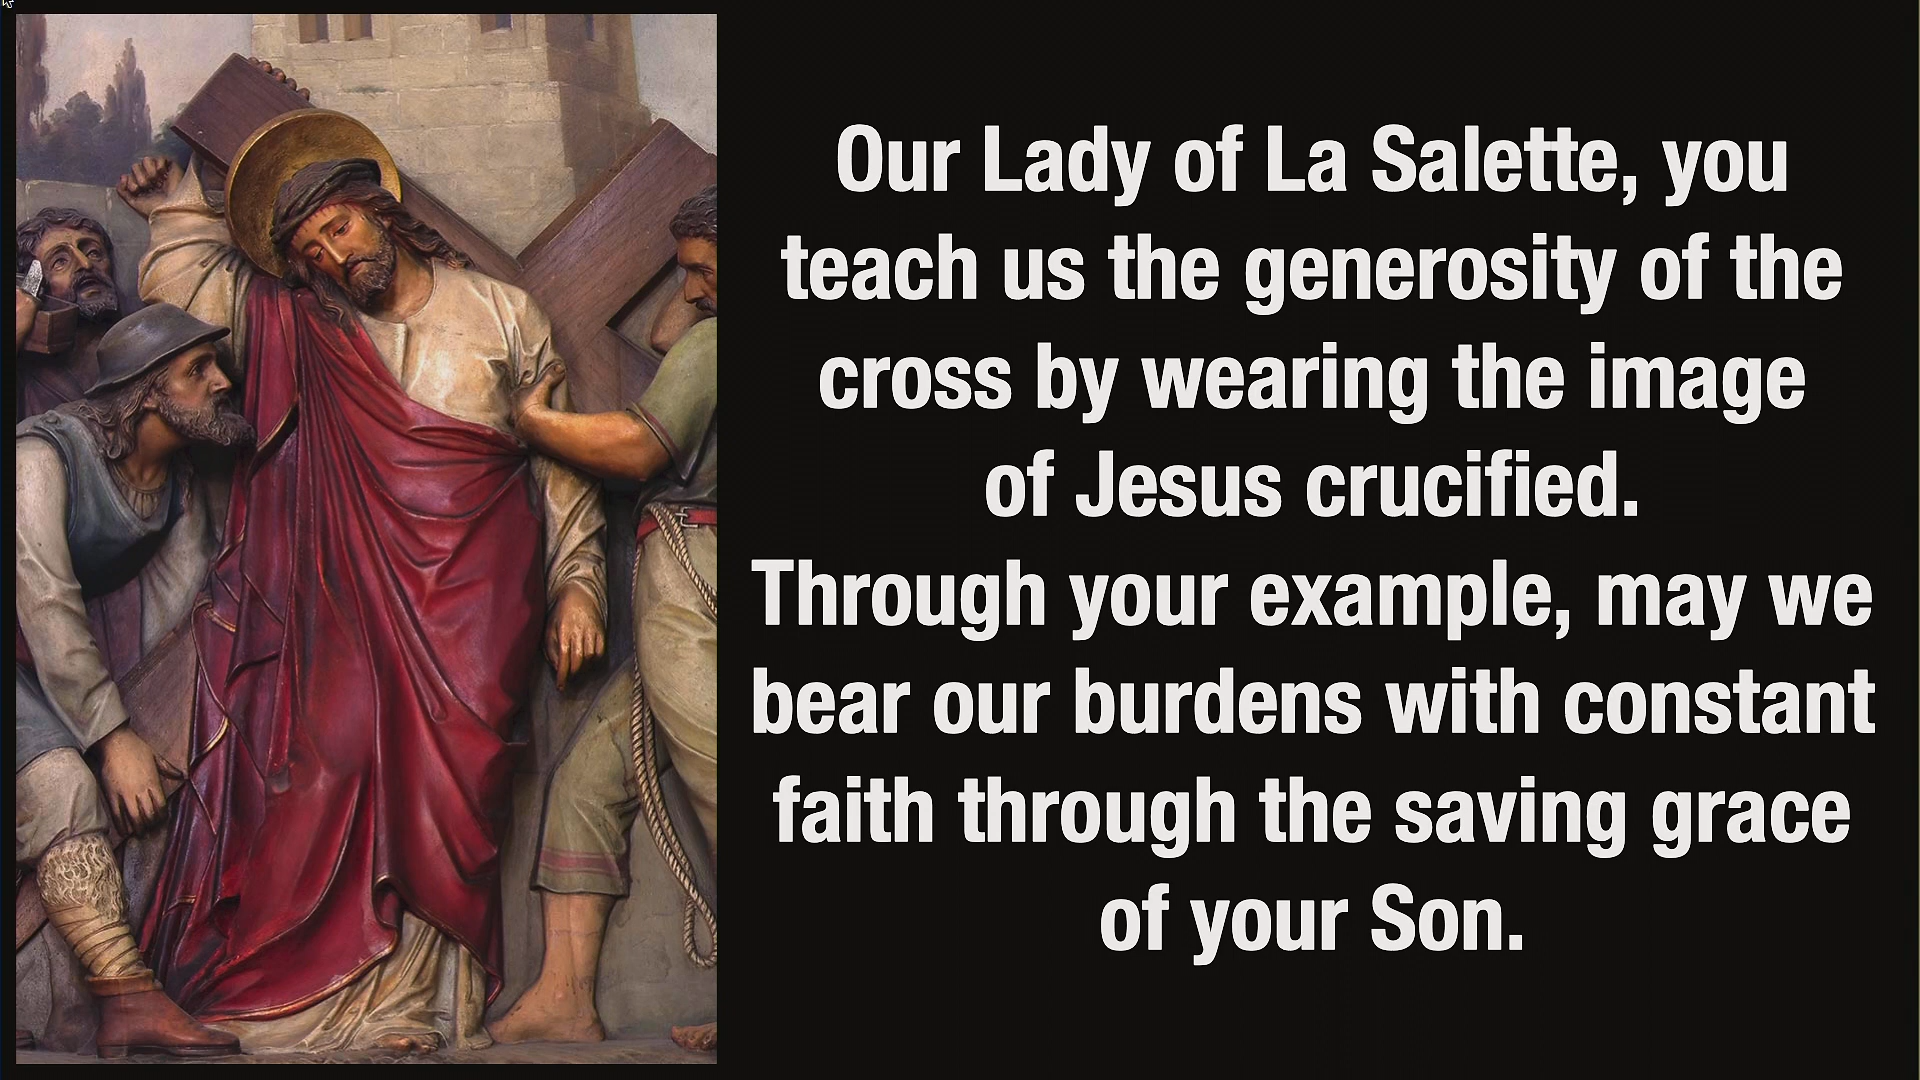 Our Lady of La Salette, you
teach us the generosity of the
cross by wearing the image
of Jesus crucified.
Through your example, may we
bear our burdens with constant
faith through the saving grace
of your Son.